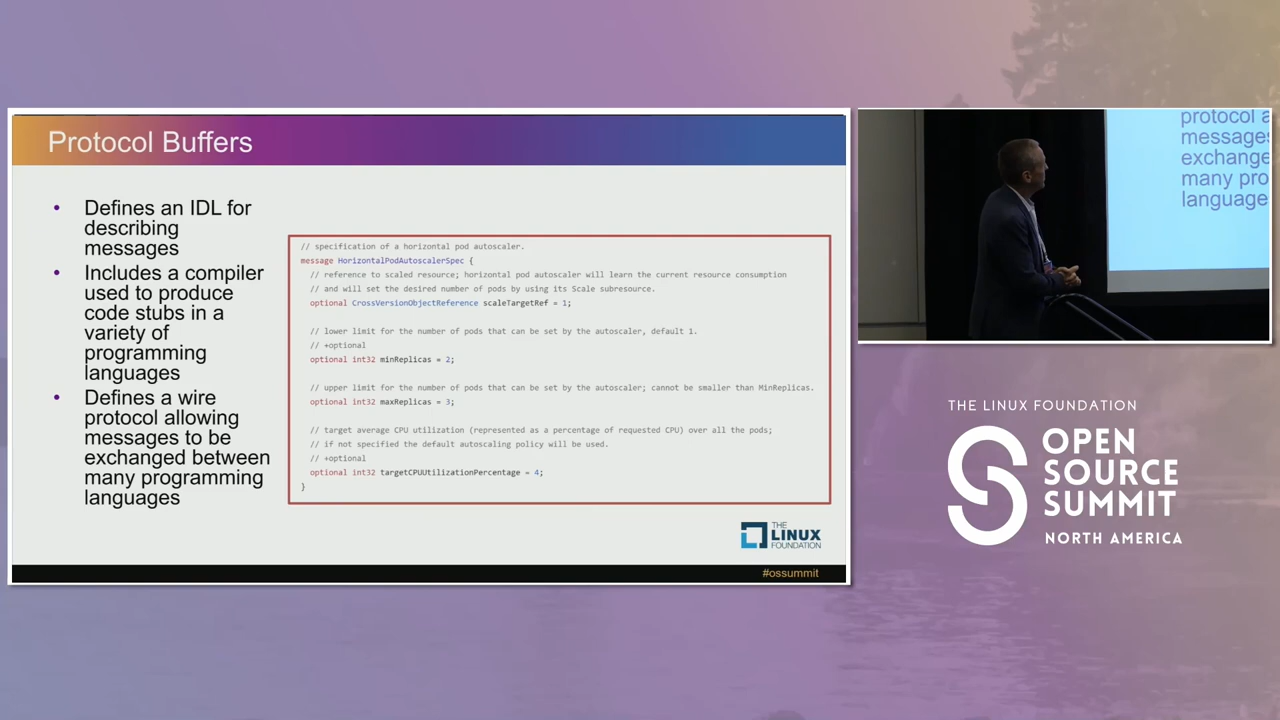 Protocol Buffers
• Defines an IDL for
describing
messages
• Includes a compiler
used to produce
code stubs in a
variety of
programming
languages
• Defines a wire
protocol allowing
messages to be
exchanged between
many programming
languages
// specification of a horizontal pod autoscaler.
message HorizontalPodAutoscalerSpec {
// reference to scaled resource; horizontal pod autoscaler will learn the current resource consumption
// and will set the desired number of pods by using its Scale subresource.
optional CrossVersionObjectReference scaleTargetRef = 1;
// lower limit for the number of pods that can be set by the autoscaler, default 1.
// +optional
optional int32 minReplicas = 2;
// upper limit for the number of pods that can be set by the autoscaler; cannot be smaller than MinReplicas.
optional int32 maxReplicas = 3;
// target average CPU utilization (represented as a percentage of requested CPU) over all the pods;
// if not specified the default autoscaling policy will be used.
// +optional
optional int32 targetCPUUtilizationPercentage = 4;
}
THE
LINUX
FOUNDATION
#ossummit
protocol a
messages
exchange
many pro
language
THE LINUX FOUNDATION
OPEN
SOURCE
SUMMIT
NORTH AMERICA